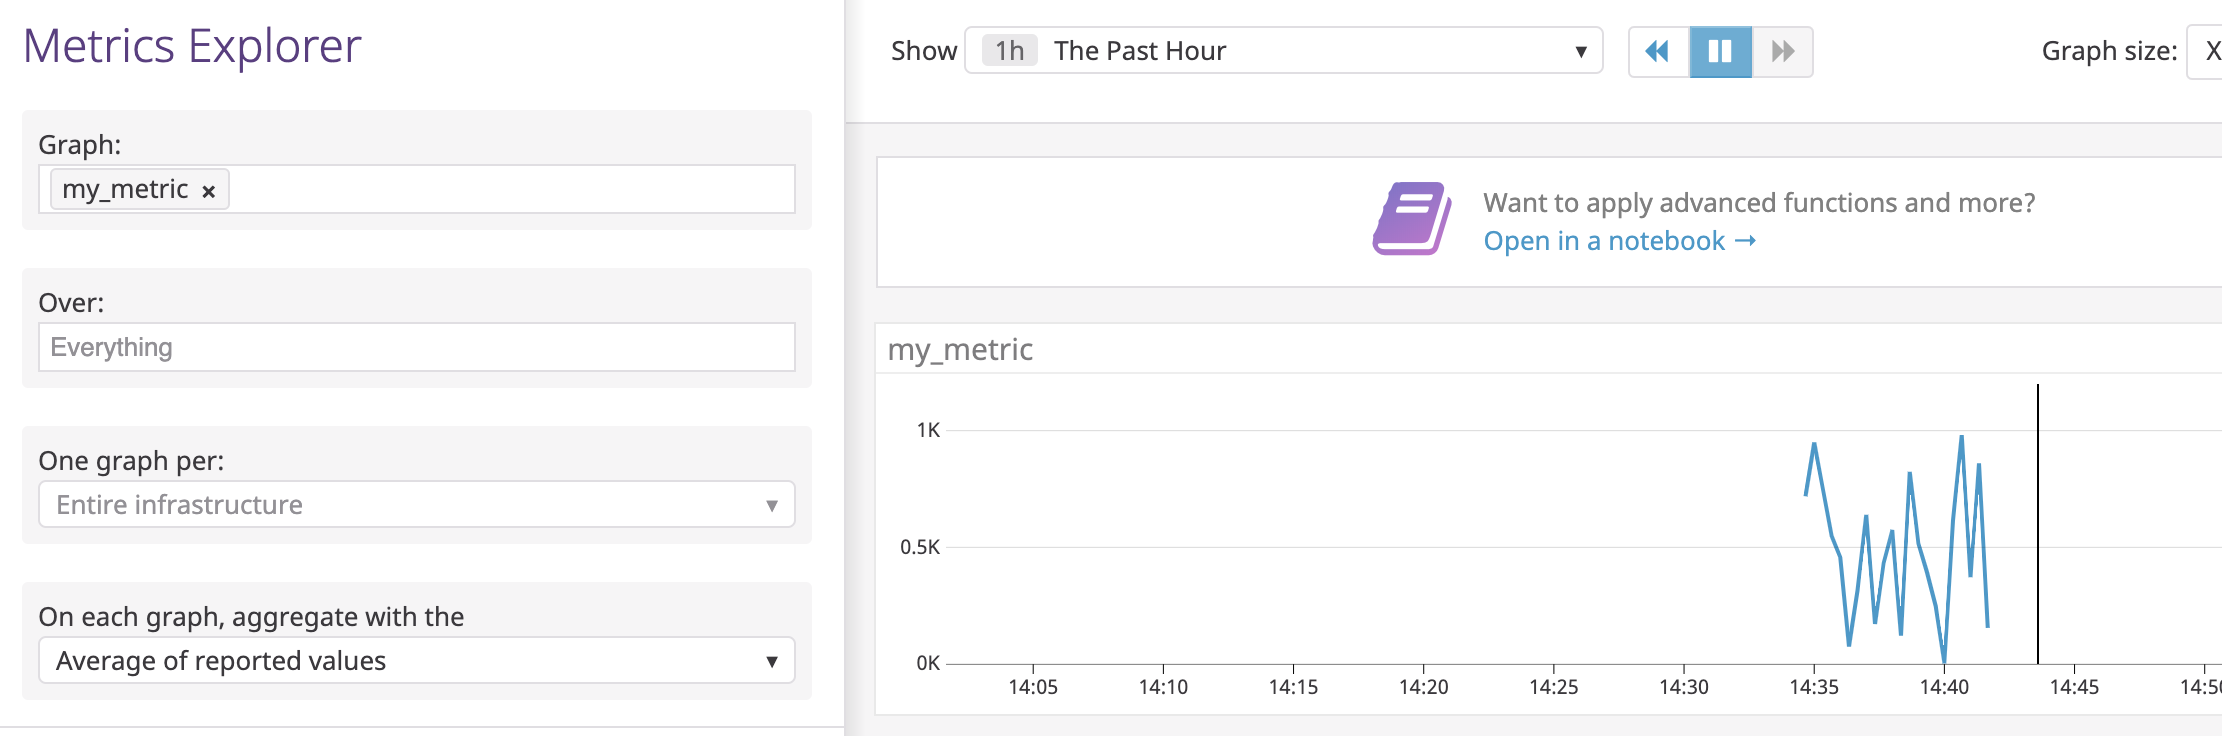 Metrics Explorer
Graph:
my_metric ×
Over:
Everything
One graph per:
Entire infrastructure
On each graph, aggregate with the
Average of reported values
Show 1h The Past Hour
Graph size: X
Want to apply advanced functions and more?
Open in a notebook →
my_metric
1K
0.5K
0K
14:05 14:10 14:15 14:20 14:25 14:30 14:35 14:40 14:45